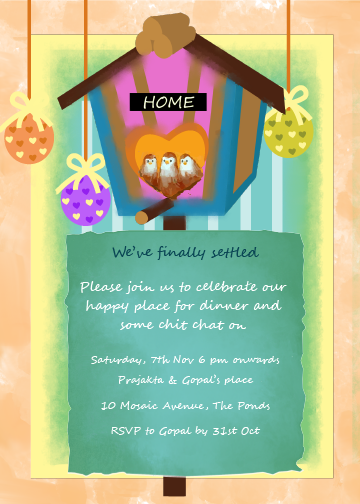 HOME
We've finally settled
Please join us to celebrate our
happy place for dinner and
some chit chat on
Saturday, 7th Nov 6 pm onwards
Prajakta & Gopal's place
10 Mosaic Avenue, The Ponds
RSVP to Gopal by 31st Oct